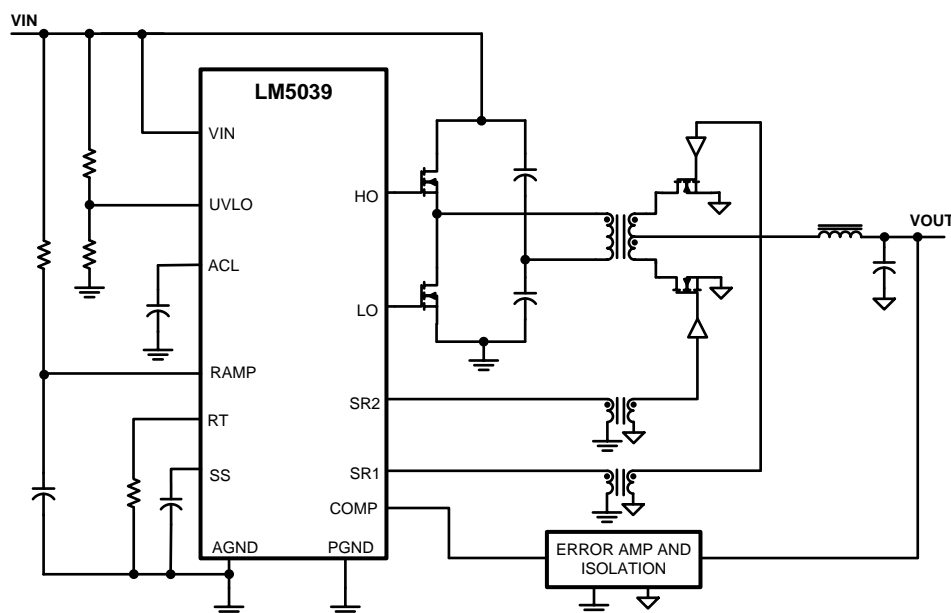 VIN
LM5039
VIN
HO
VOUT
UVLO
ACL
LO
RAMP
SR2
RT
SS
SR1
COMP
AGND
PGND
ERROR AMP AND
ISOLATION